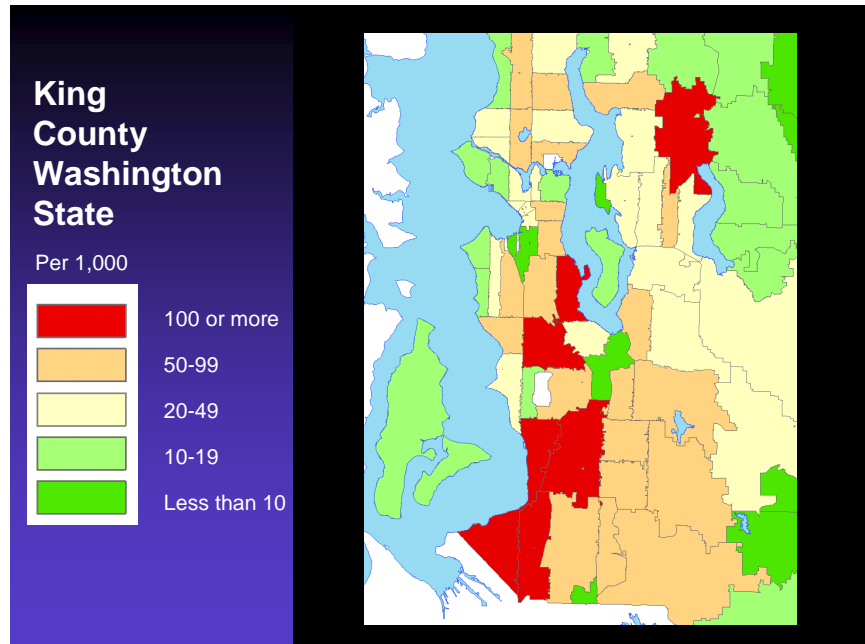 King
County
Washington
State
Per 1,000
100 or more
50-99
20-49
10-19
Less than 10